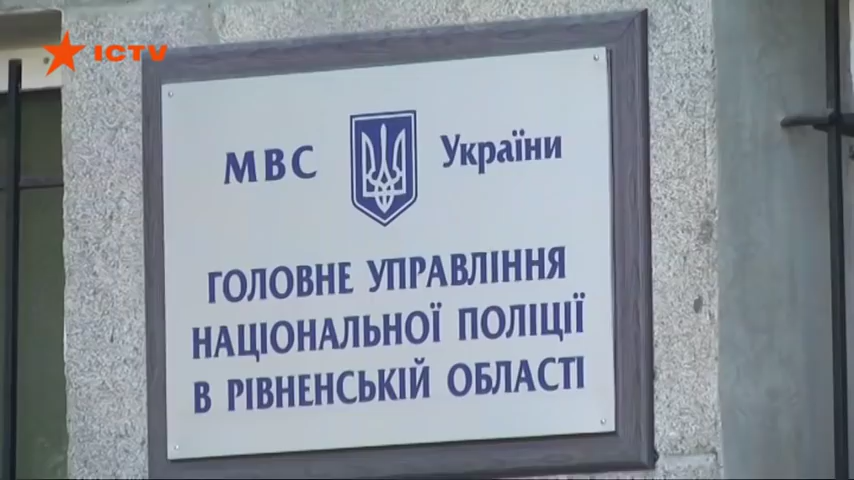 ICTV
МВС України
ГОЛОВНЕ УПРАВЛІННЯ
НАЦІОНАЛЬНОЇ ПОЛІЦІЇ
В РІВНЕНСЬКІЙ ОБЛАСТІ